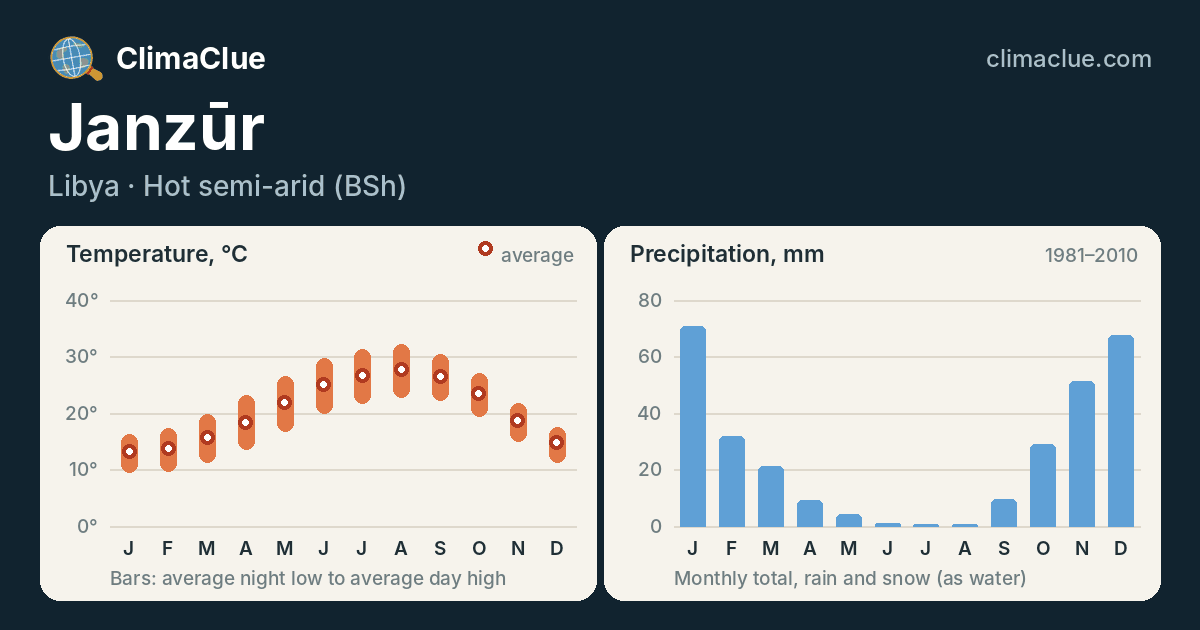 ClimaClue
climaclue.com
Janzūr
Libya · Hot semi-arid (BSh)
Temperature, °C
average
40°
30°
20°
10°
0°
J F M A M J J A S O N D
Bars: average night low to average day high
Precipitation, mm
1981–2010
80
60
40
20
0
J F M A M J J A S O N D
Monthly total, rain and snow (as water)